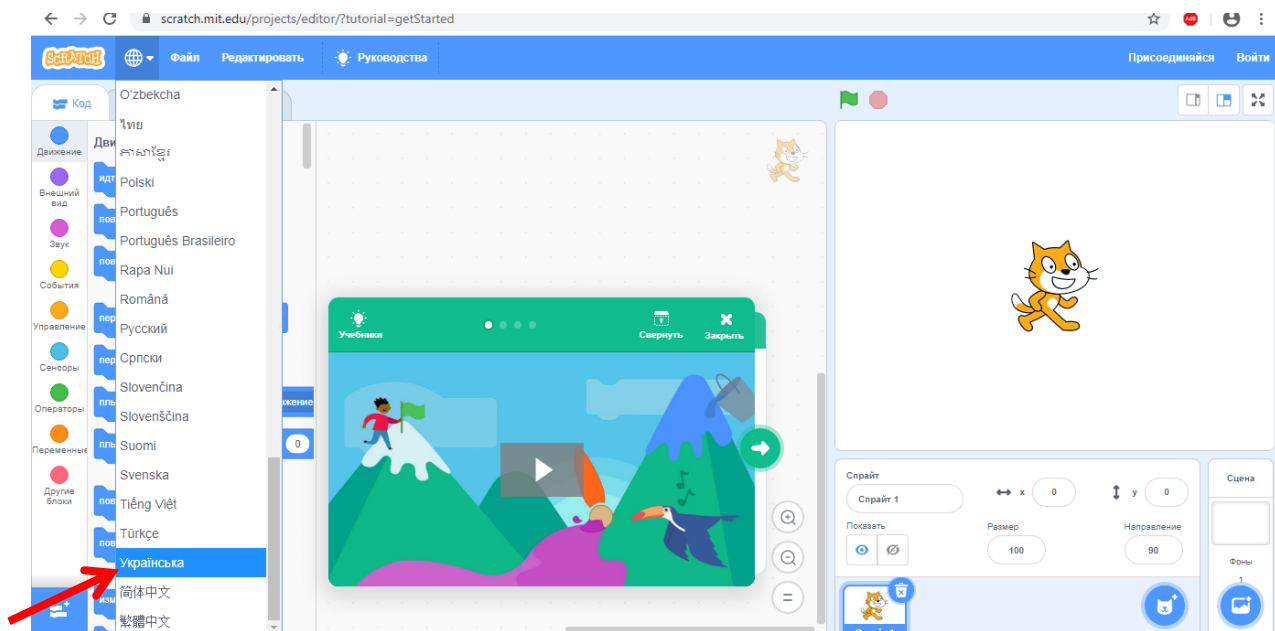 scratch.mit.edu/projects/editor/?tutorial=getStarted
SCRATCH
Файл
Редактировать
Руководства
Присоединяйся
Войти
Код
Движение
Внешний
вид
Звук
События
Управление
Сенсоры
Операторы
Переменные
Другие
блоки
O'zbekcha
ไทย
ភាសាខ្មែរ
Polski
Português
Português Brasileiro
Rapa Nui
Română
Русский
Српски
Slovenčina
Slovenščina
Suomi
Svenska
Tiếng Việt
Türkçe
Українська
简体中文
繁體中文
0
Учебники
Свернуть
Закрыть
Спрайт
Спрайт 1
x 0
y 0
Показать
Размер
100
Направление
90
Сцена
Фоны
1